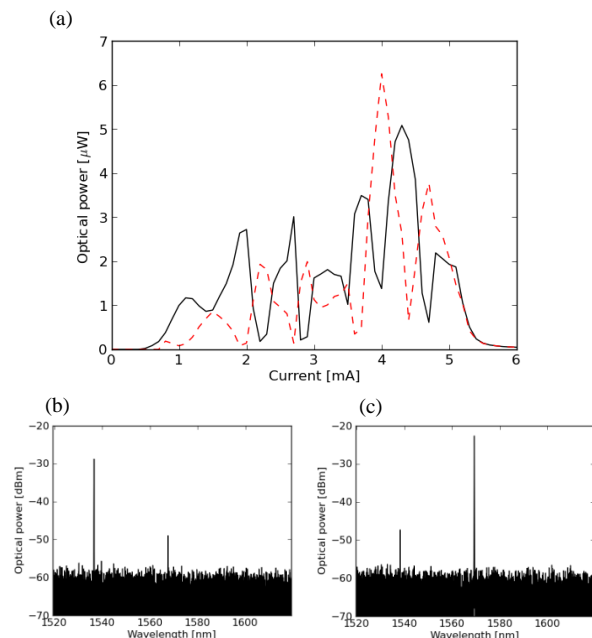 (a)
7
6
5
4
3
2
1
0
Optical power [μW]
0 1 2 3 4 5 6
Current [mA]
(b)
−20
−30
−40
−50
−60
−70
Optical power [dBm]
1520 1540 1560 1580 1600
Wavelength [nm]
(c)
−20
−30
−40
−50
−60
−70
Optical power [dBm]
1520 1540 1560 1580 1600
Wavelength [nm]